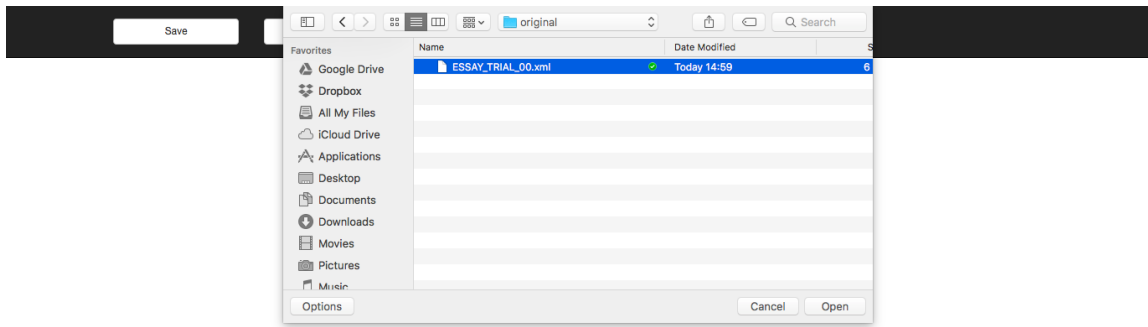 original
Search
Save
Favorites
Name
Date Modified
S
Google Drive
ESSAY_TRIAL_00.xml
Today 14:59
6
Dropbox
All My Files
iCloud Drive
Applications
Desktop
Documents
Downloads
Movies
Pictures
Music
Options
Cancel
Open